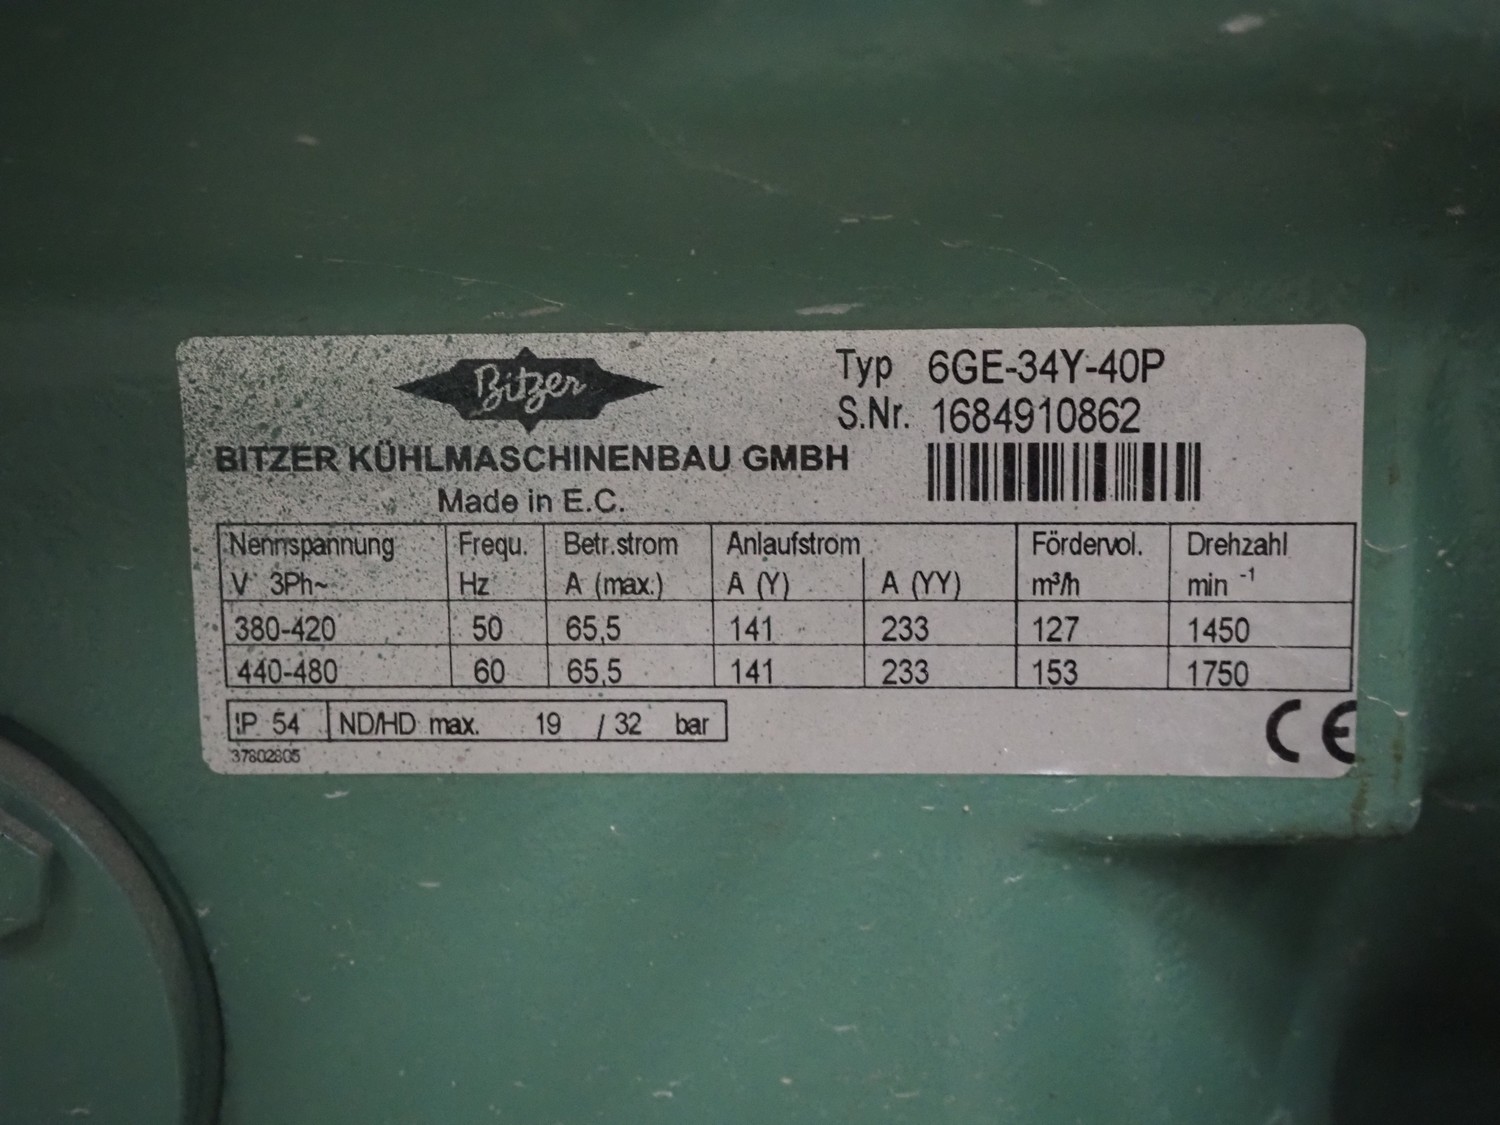 Bitzer
Typ 6GE-34Y-40P
S.Nr. 1684910862
BITZER KÜHLMASCHINENBAU GMBH
Made in E.C.
Nennspannung Frequ. Betr.strom Anlaufstrom Fördervol. Drehzahl
V 3Ph~ Hz A (max.) A (Y) A (YY) m³/h min -1
380-420 50 65,5 141 233 127 1450
440-480 60 65,5 141 233 153 1750
IP 54 ND/HD max. 19 / 32 bar
37802805
CE